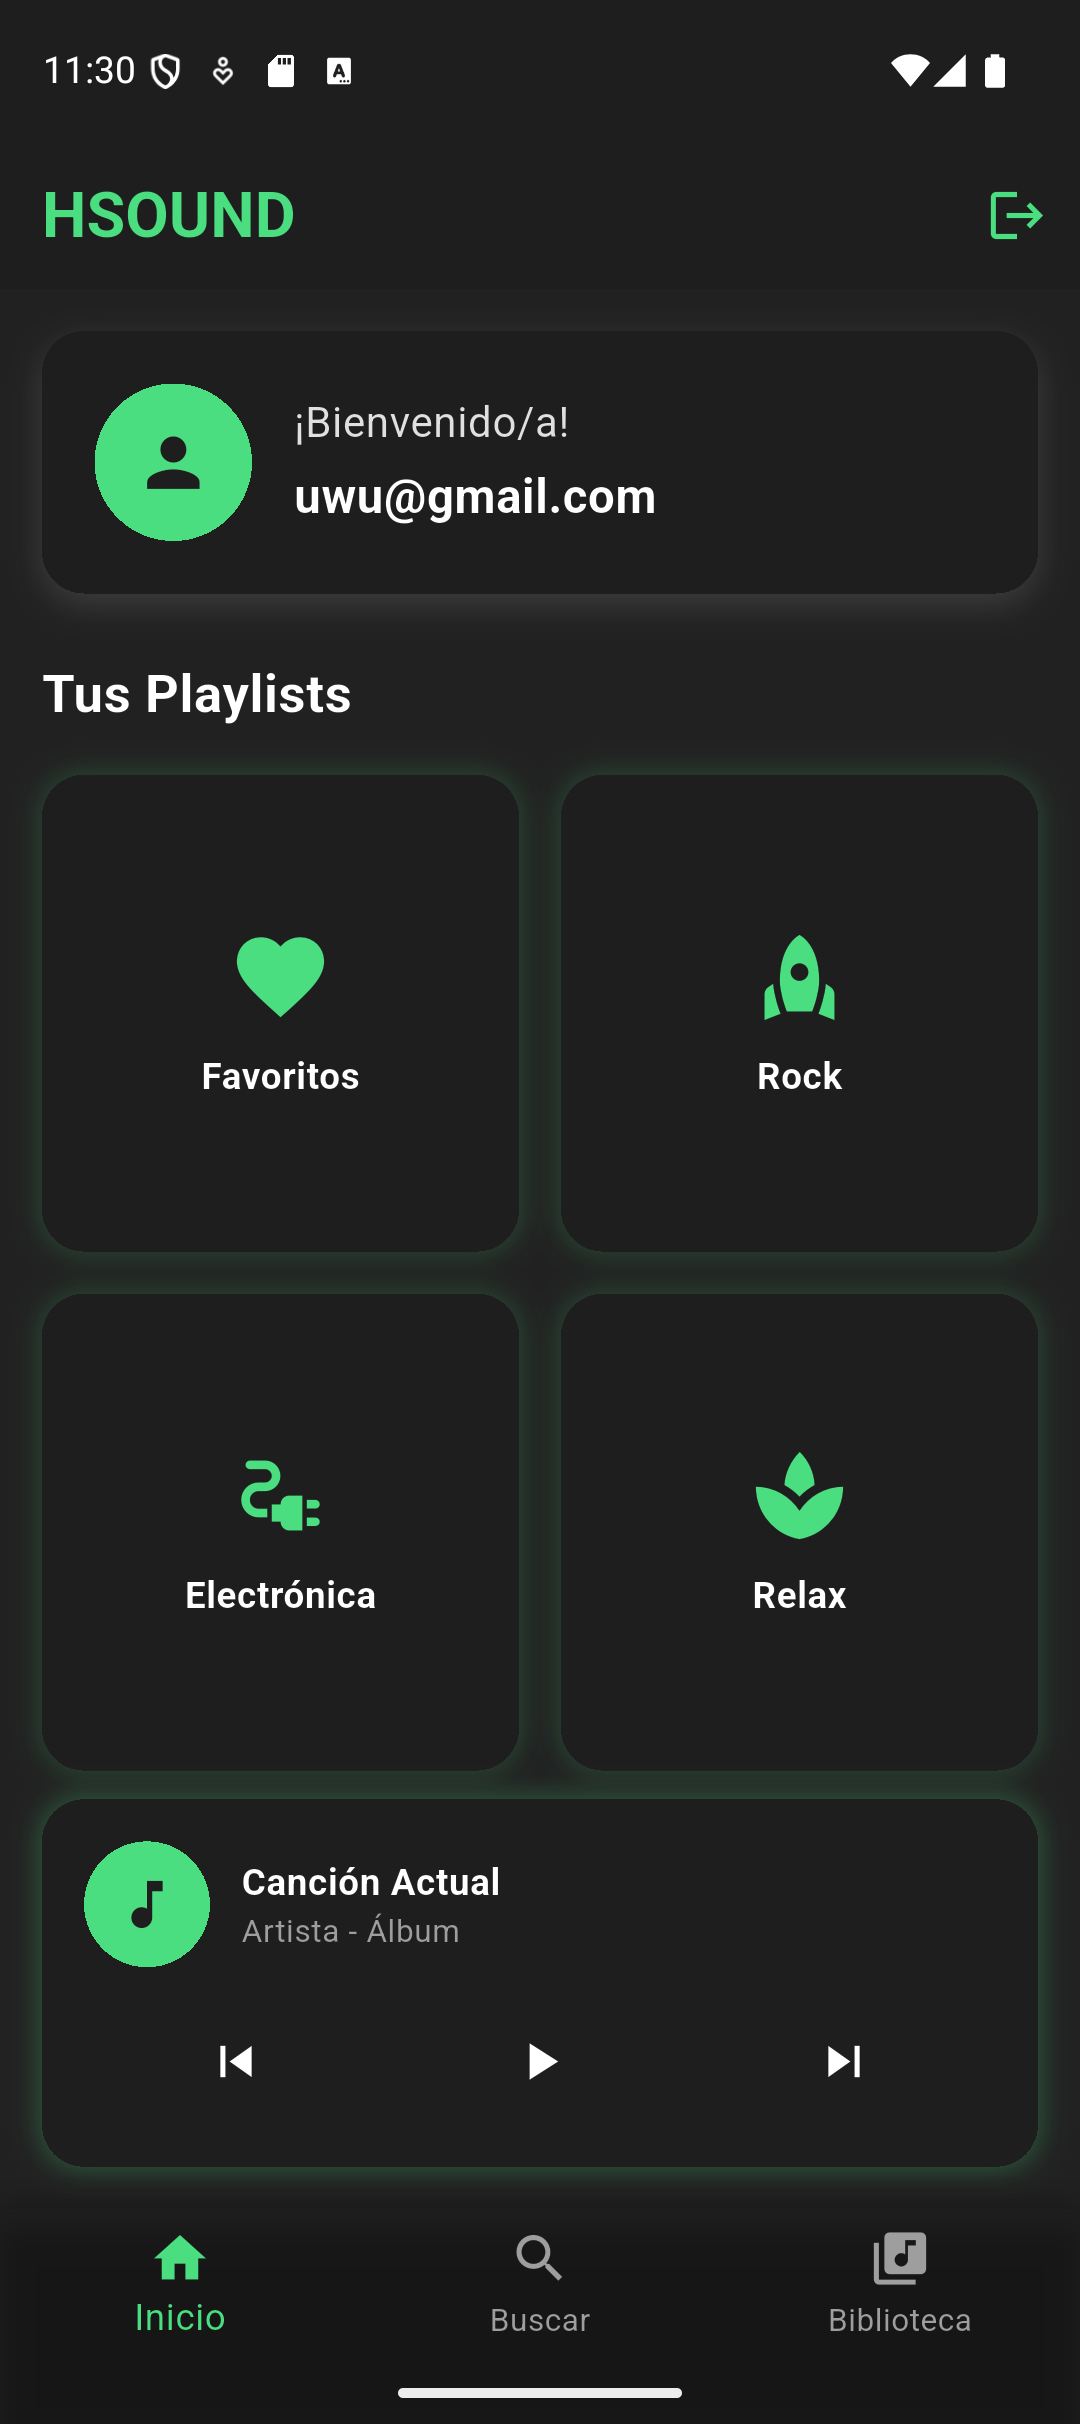 11:30
HSOUND
¡Bienvenido/a!
uwu@gmail.com
Tus Playlists
Favoritos
Rock
Electrónica
Relax
Canción Actual
Artista - Álbum
Inicio
Buscar
Biblioteca